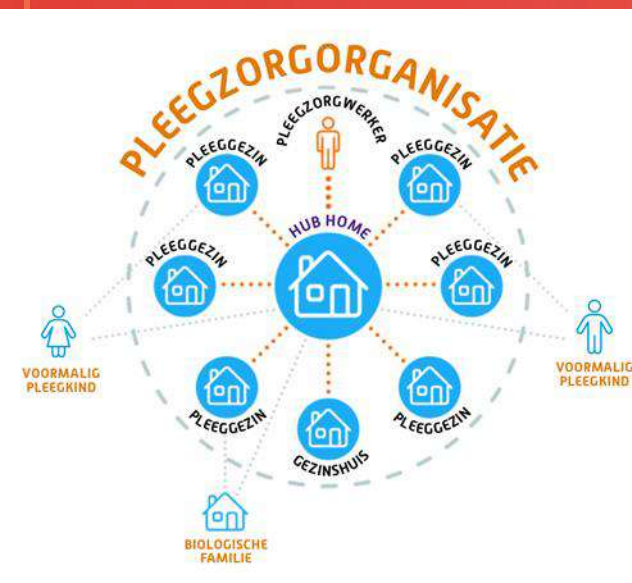 PLEEGZORGORGANISATIE
PLEEGZORGWERKER
PLEEGGEZIN
PLEEGGEZIN
HUB HOME
PLEEGGEZIN
PLEEGGEZIN
VOORMALIG
PLEEGKIND
VOORMALIG
PLEEGKIND
PLEEGGEZIN
PLEEGGEZIN
GEZINSHUIS
BIOLOGISCHE
FAMILIE